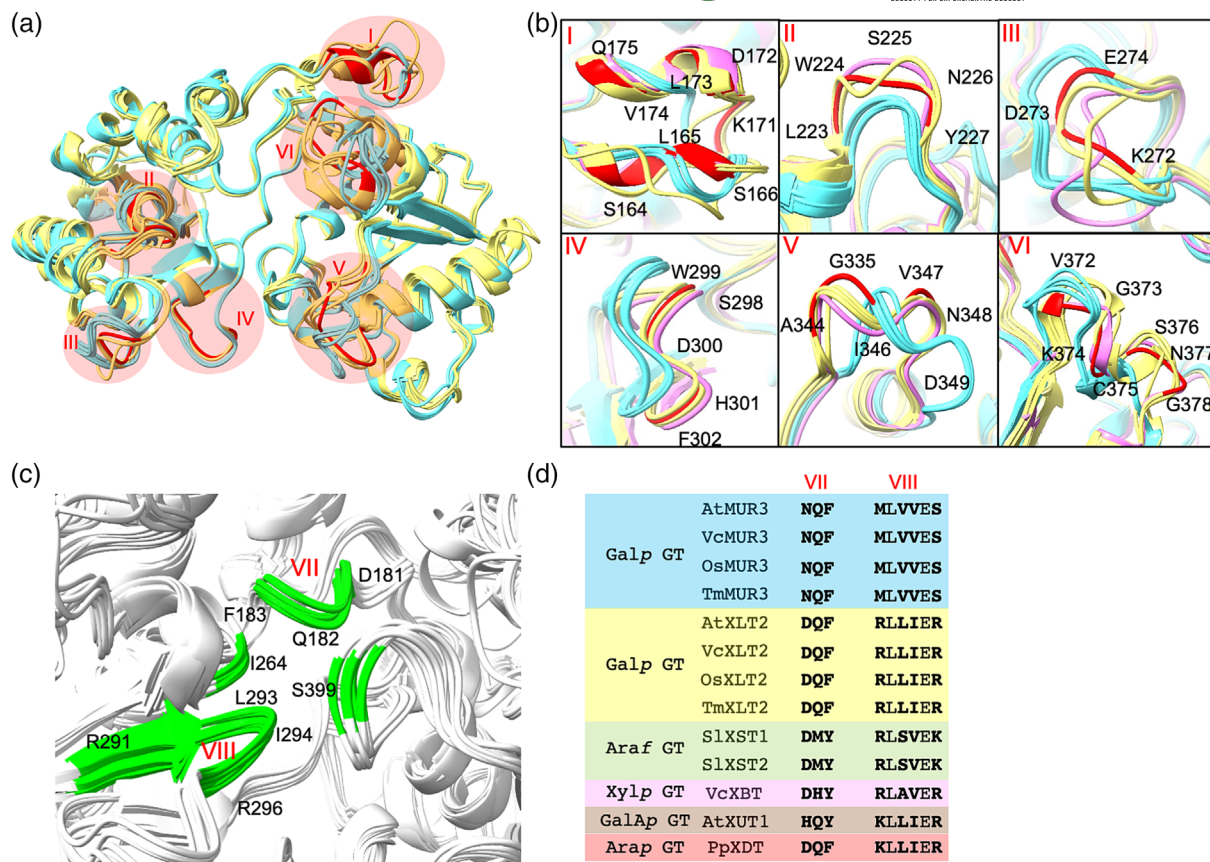 (a)
I
VI
II
V
IV
III
(b)
I
Q175
D172
L173
V174
K171
L165
S164
S166
II
S225
W224
N226
L223
Y227
III
E274
D273
K272
IV
W299
S298
D300
H301
F302
V
G335
V347
A344
N348
I346
D349
VI
V372
G373
S376
K374
N377
C375
G378
(c)
VII
D181
F183
Q182
I264
S399
L293
R291
I294
VIII
R296
(d)
VII VIII
AtMUR3 NQF MLVVES
VcMUR3 NQF MLVVES
Galp GT
OsMUR3 NQF MLVVES
TmMUR3 NQF MLVVES
AtXLT2 DQF RLLIER
VcXLT2 DQF RLLIER
Galp GT
OsXLT2 DQF RLLIER
TmXLT2 DQF RLLIER
SlXST1 DMY RLSVEK
Araf GT
SlXST2 DMY RLSVEK
Xylp GT VcXBT DHY RLAVER
GalAp GT AtXUT1 HQY KLLIER
Arap GT PpXDT DQF KLLIER